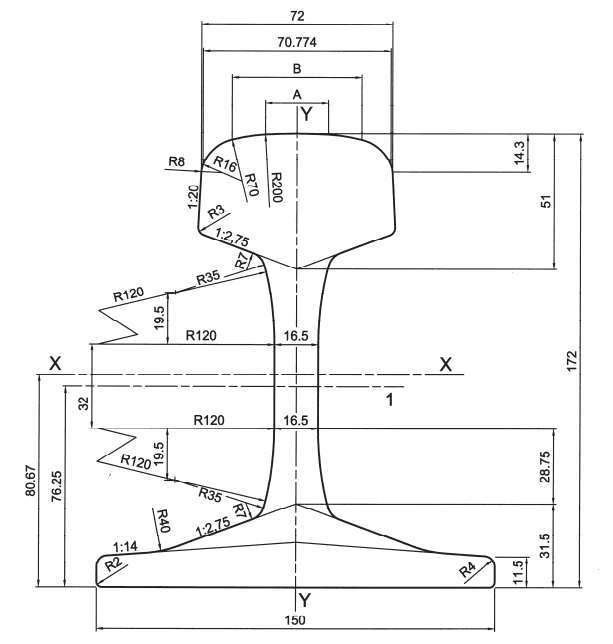 72
70.774
B
A
Y
R8
R16
R70
R200
14.3
1:20
R3
1:2,75
51
R7
R35
R120
19.5
R120
16.5
X
X
172
1
32
R120
16.5
80.67
76.25
19.5
R120
R35
R7
28.75
R40
1:2,75
1:14
31.5
R2
R4
11.5
Y
150